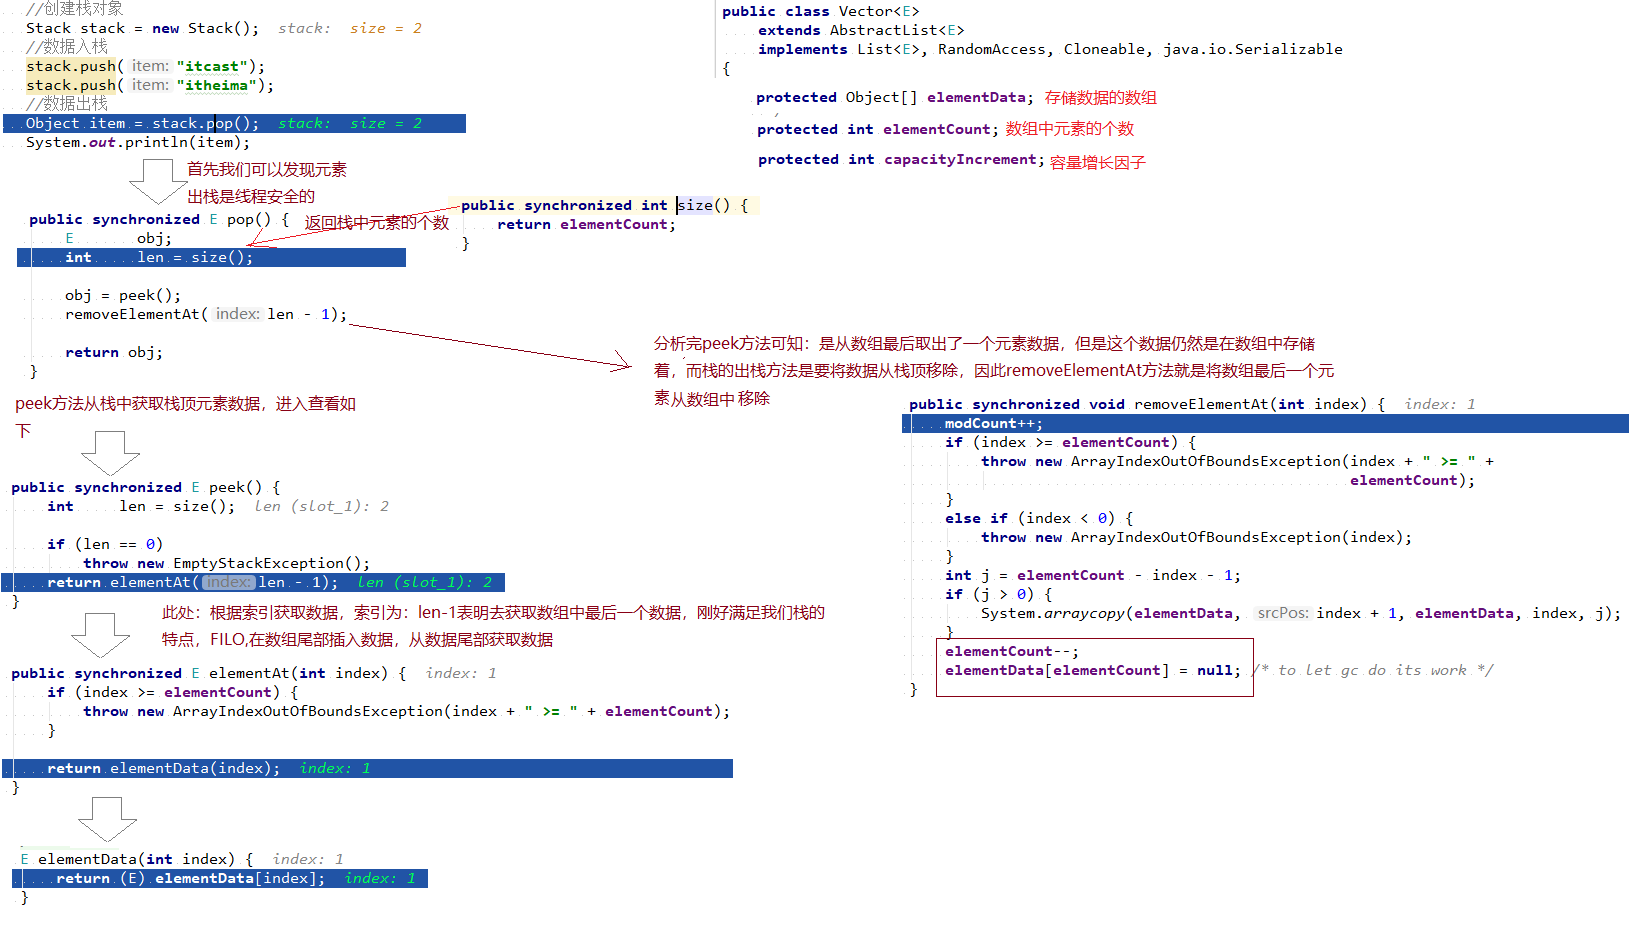 //创建栈对象
Stack stack = new Stack();  stack:  size = 2
//数据入栈
stack.push( item: "itcast");
stack.push( item: "itheima");
//数据出栈
Object item = stack.pop();  stack:  size = 2
System.out.println(item);
首先我们可以发现元素
出栈是线程安全的
public synchronized E pop() {
返回栈中元素的个数
E       obj;
int     len = size();
obj = peek();
removeElementAt( index: len - 1);
return obj;
}
public synchronized int size() {
return elementCount;
}
public class Vector<E>
extends AbstractList<E>
implements List<E>, RandomAccess, Cloneable, java.io.Serializable
{
protected Object[] elementData; 存储数据的数组
protected int elementCount; 数组中元素的个数
protected int capacityIncrement; 容量增长因子
分析完peek方法可知：是从数组最后取出了一个元素数据，但是这个数据仍然是在数组中存储
着，而栈的出栈方法是要将数据从栈顶移除，因此removeElementAt方法就是将数组最后一个元
素从数组中 移除
peek方法从栈中获取栈顶元素数据，进入查看如
下
public synchronized E peek() {
int     len = size();  len (slot_1): 2
if (len == 0)
throw new EmptyStackException();
return elementAt( index: len - 1);  len (slot_1): 2
}
此处：根据索引获取数据，索引为：len-1表明去获取数组中最后一个数据，刚好满足我们栈的
特点，FILO,在数组尾部插入数据，从数据尾部获取数据
public synchronized E elementAt(int index) {  index: 1
if (index >= elementCount) {
throw new ArrayIndexOutOfBoundsException(index + " >= " + elementCount);
}
return elementData(index);  index: 1
}
E elementData(int index) {  index: 1
return (E) elementData[index];  index: 1
}
public synchronized void removeElementAt(int index) {  index: 1
modCount++;
if (index >= elementCount) {
throw new ArrayIndexOutOfBoundsException(index + " >= " +
elementCount);
}
else if (index < 0) {
throw new ArrayIndexOutOfBoundsException(index);
}
int j = elementCount - index - 1;
if (j > 0) {
System.arraycopy(elementData, srcPos: index + 1, elementData, index, j);
}
elementCount--;
elementData[elementCount] = null; /* to let gc do its work */
}